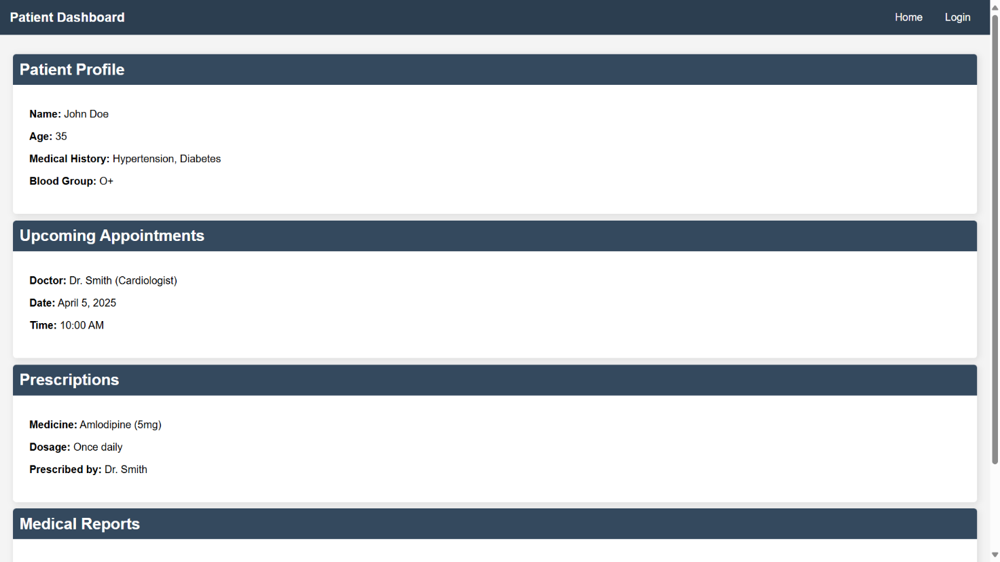 Patient Dashboard
Home Login
Patient Profile
Name: John Doe
Age: 35
Medical History: Hypertension, Diabetes
Blood Group: O+
Upcoming Appointments
Doctor: Dr. Smith (Cardiologist)
Date: April 5, 2025
Time: 10:00 AM
Prescriptions
Medicine: Amlodipine (5mg)
Dosage: Once daily
Prescribed by: Dr. Smith
Medical Reports